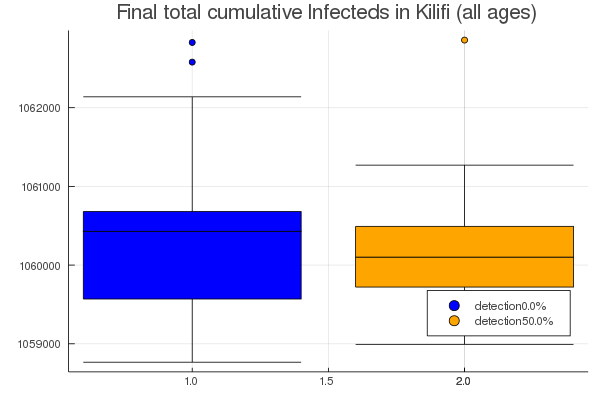 Final total cumulative Infecteds in Kilifi (all ages)
1062000
1061000
1060000
1059000
detection0.0%
detection50.0%
1.0
1.5
2.0